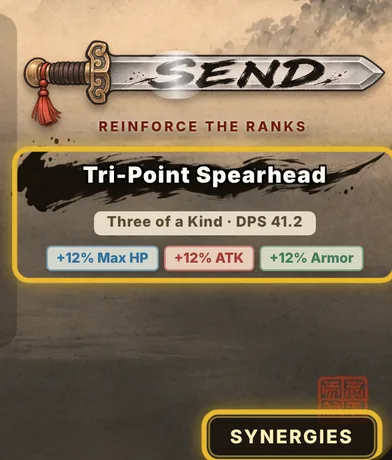 SEND
REINFORCE THE RANKS
Tri-Point Spearhead
Three of a Kind · DPS 41.2
+12% Max HP
+12% ATK
+12% Armor
SYNERGIES